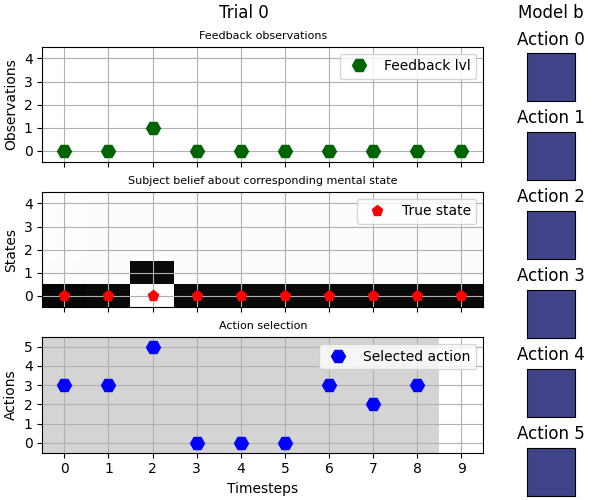 Trial 0
Model b
Feedback observations
Observations
4
3
2
1
0
Feedback lvl
Subject belief about corresponding mental state
States
4
3
2
1
0
True state
Action selection
Actions
5
4
3
2
1
0
Selected action
0 1 2 3 4 5 6 7 8 9
Timesteps
Action 0
Action 1
Action 2
Action 3
Action 4
Action 5